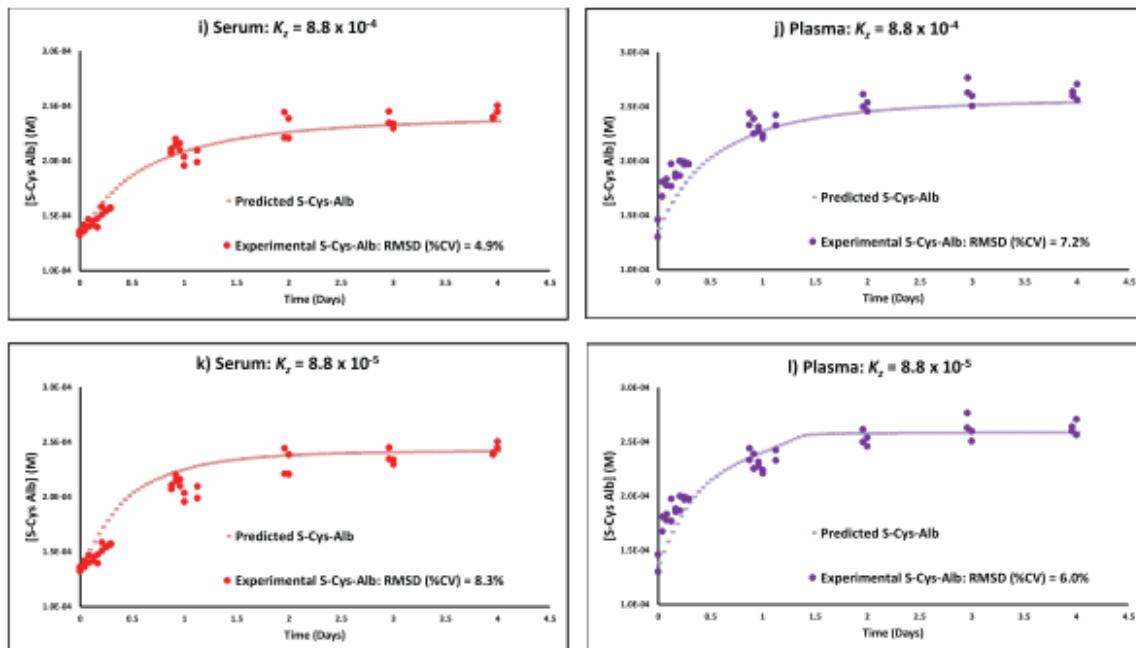 i) Serum: Kz = 8.8 x 10-4
3.0E-04
2.5E-04
2.0E-04
1.5E-04
1.0E-04
[S-Cys Alb] (M)
Predicted S-Cys-Alb
Experimental S-Cys-Alb: RMSD (%CV) = 4.9%
0 0.5 1 1.5 2 2.5 3 3.5 4 4.5
Time (Days)
j) Plasma: Kz = 8.8 x 10-4
3.0E-04
2.5E-04
2.0E-04
1.5E-04
1.0E-04
[S-Cys Alb] (M)
Predicted S-Cys-Alb
Experimental S-Cys-Alb: RMSD (%CV) = 7.2%
0 0.5 1 1.5 2 2.5 3 3.5 4 4.5
Time (Days)
k) Serum: Kz = 8.8 x 10-5
3.0E-04
2.5E-04
2.0E-04
1.5E-04
1.0E-04
[S-Cys Alb] (M)
Predicted S-Cys-Alb
Experimental S-Cys-Alb: RMSD (%CV) = 8.3%
0 0.5 1 1.5 2 2.5 3 3.5 4 4.5
Time (Days)
l) Plasma: Kz = 8.8 x 10-5
3.0E-04
2.5E-04
2.0E-04
1.5E-04
1.0E-04
[S-Cys Alb] (M)
Predicted S-Cys-Alb
Experimental S-Cys-Alb: RMSD (%CV) = 6.0%
0 0.5 1 1.5 2 2.5 3 3.5 4 4.5
Time (Days)